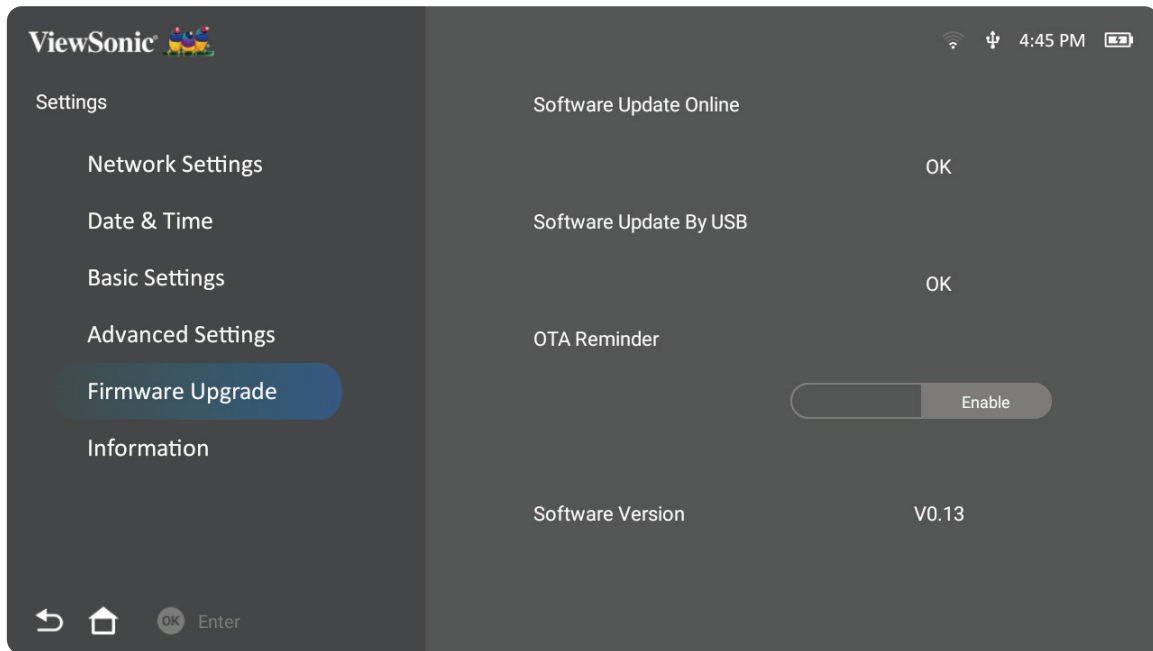 ViewSonic®
4:45 PM
Settings
Network Settings
Date & Time
Basic Settings
Advanced Settings
Firmware Upgrade
Information
OK Enter
Software Update Online
OK
Software Update By USB
OK
OTA Reminder
Enable
Software Version V0.13